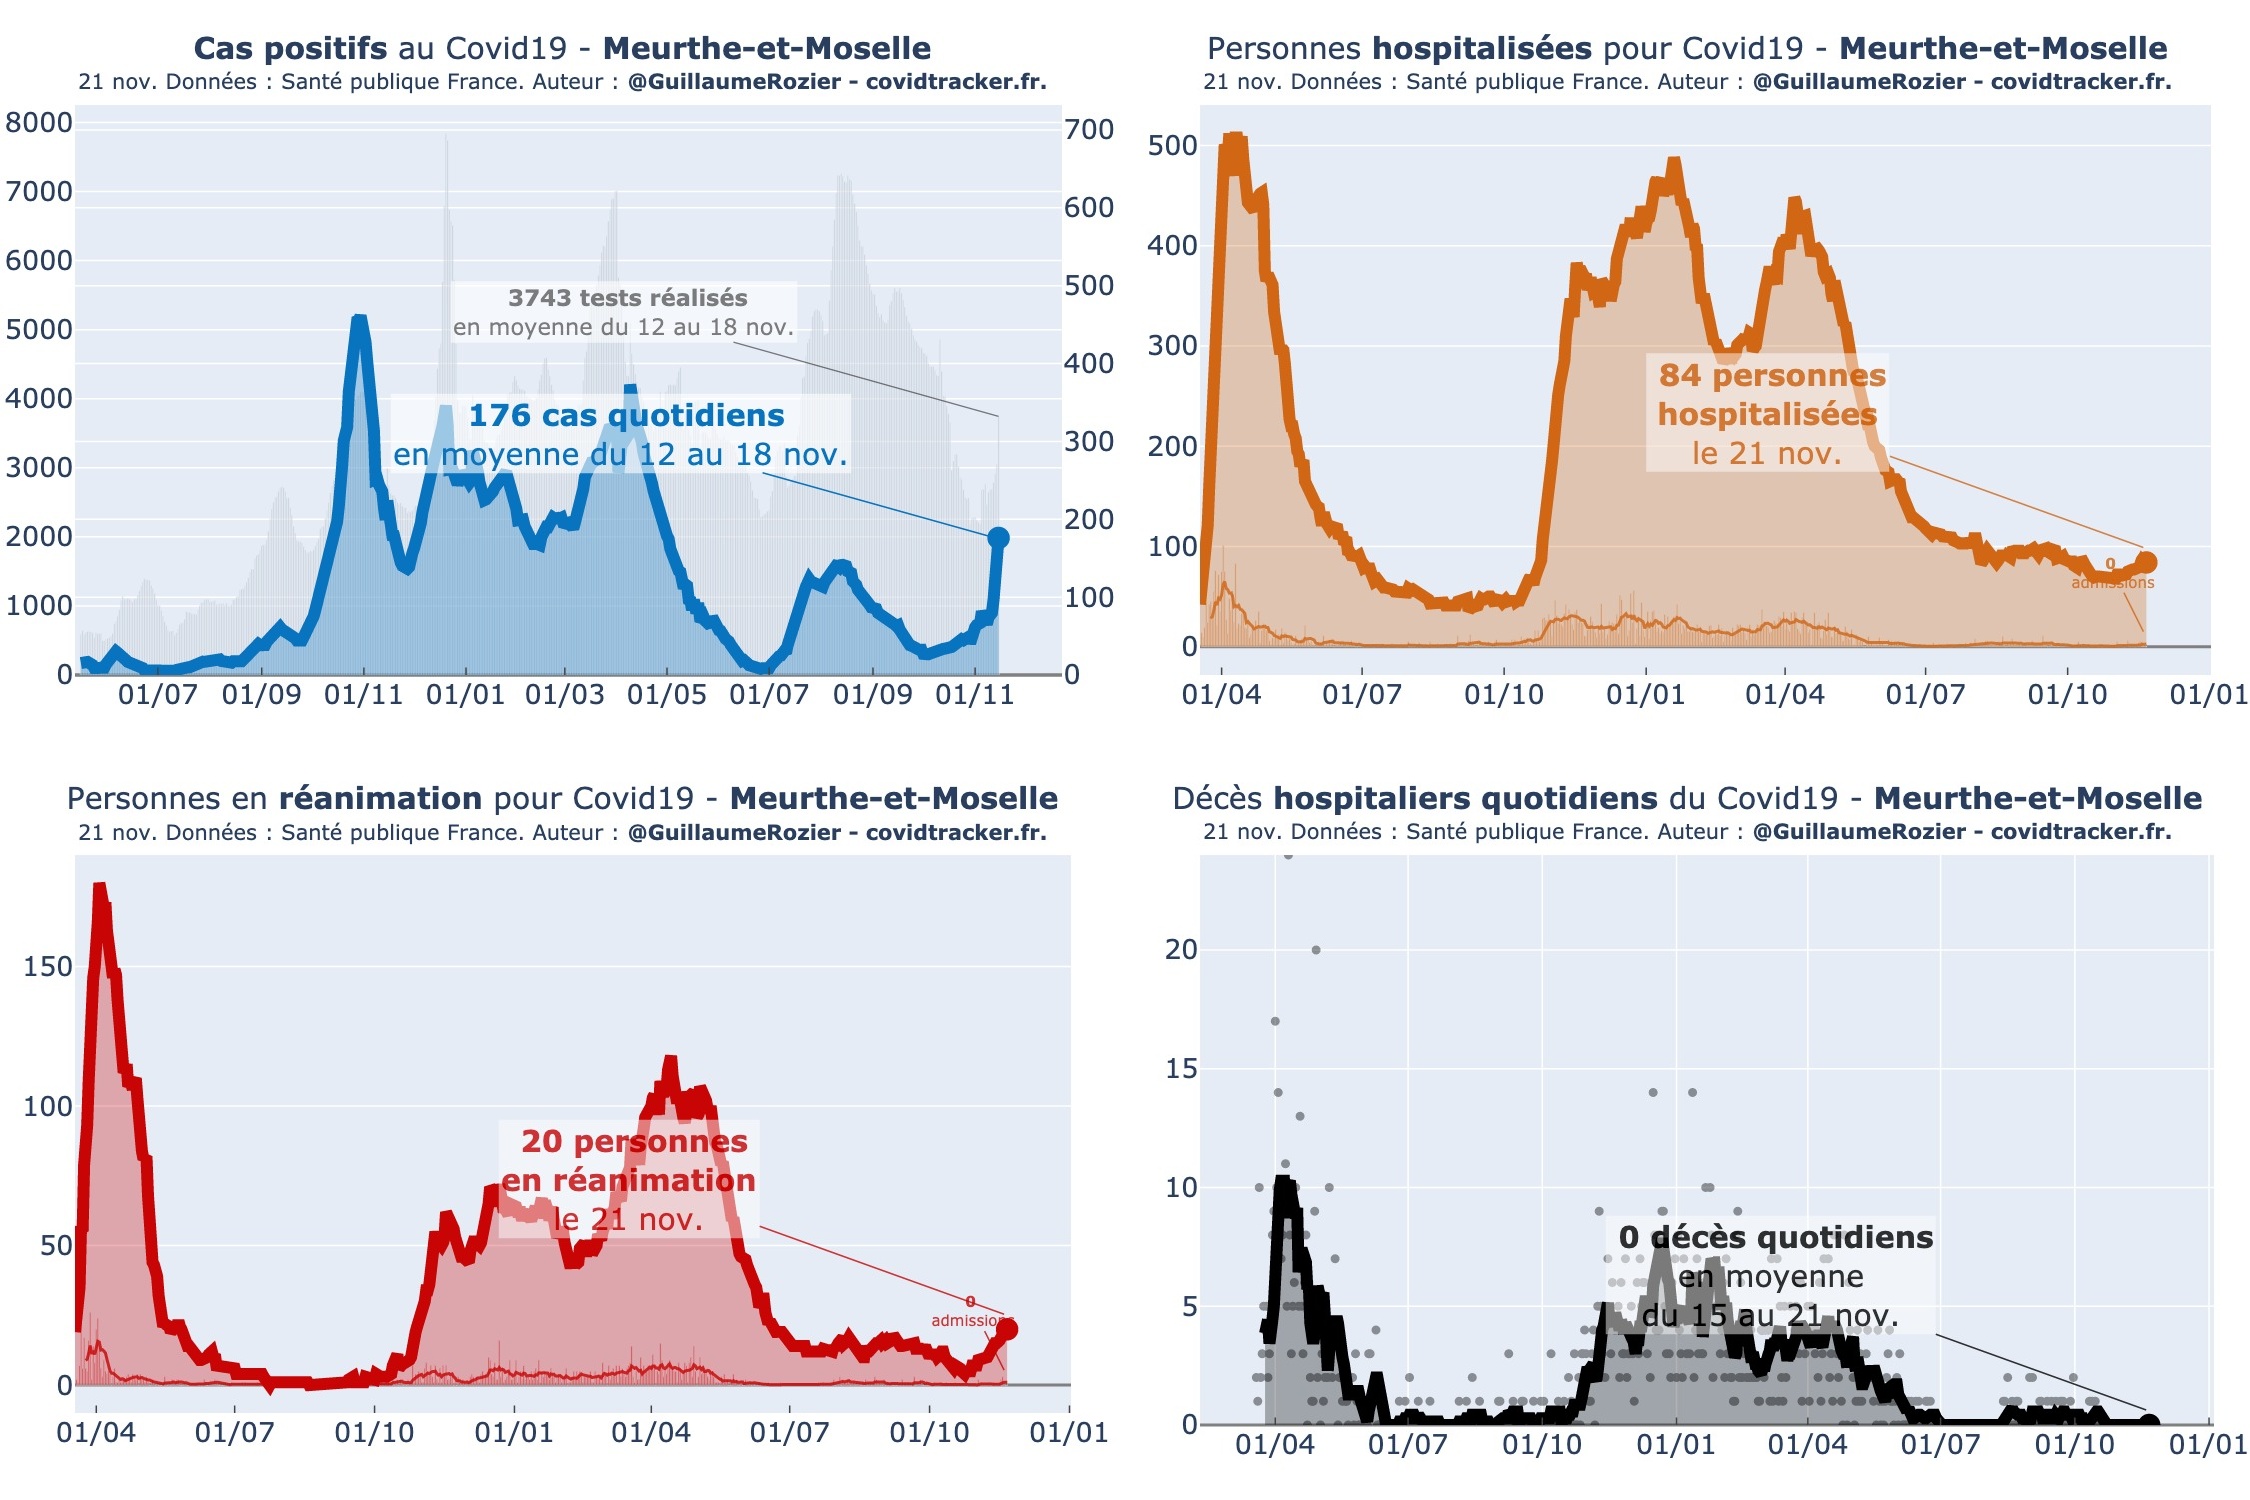 Cas positifs au Covid19 - Meurthe-et-Moselle
21 nov. Données : Santé publique France. Auteur : @GuillaumeRozier - covidtracker.fr.
8000
7000
6000
5000
4000
3000
2000
1000
0
700
600
500
400
300
200
100
0
3743 tests réalisés
en moyenne du 12 au 18 nov.
176 cas quotidiens
en moyenne du 12 au 18 nov.
01/07 01/09 01/11 01/01 01/03 01/05 01/07 01/09 01/11
Personnes hospitalisées pour Covid19 - Meurthe-et-Moselle
21 nov. Données : Santé publique France. Auteur : @GuillaumeRozier - covidtracker.fr.
500
400
300
200
100
0
84 personnes
hospitalisées
le 21 nov.
0
admissions
01/04 01/07 01/10 01/01 01/04 01/07 01/10 01/01
Personnes en réanimation pour Covid19 - Meurthe-et-Moselle
21 nov. Données : Santé publique France. Auteur : @GuillaumeRozier - covidtracker.fr.
150
100
50
0
20 personnes
en réanimation
le 21 nov.
0
admissions
01/04 01/07 01/10 01/01 01/04 01/07 01/10 01/01
Décès hospitaliers quotidiens du Covid19 - Meurthe-et-Moselle
21 nov. Données : Santé publique France. Auteur : @GuillaumeRozier - covidtracker.fr.
20
15
10
5
0
0 décès quotidiens
en moyenne
du 15 au 21 nov.
01/04 01/07 01/10 01/01 01/04 01/07 01/10 01/01